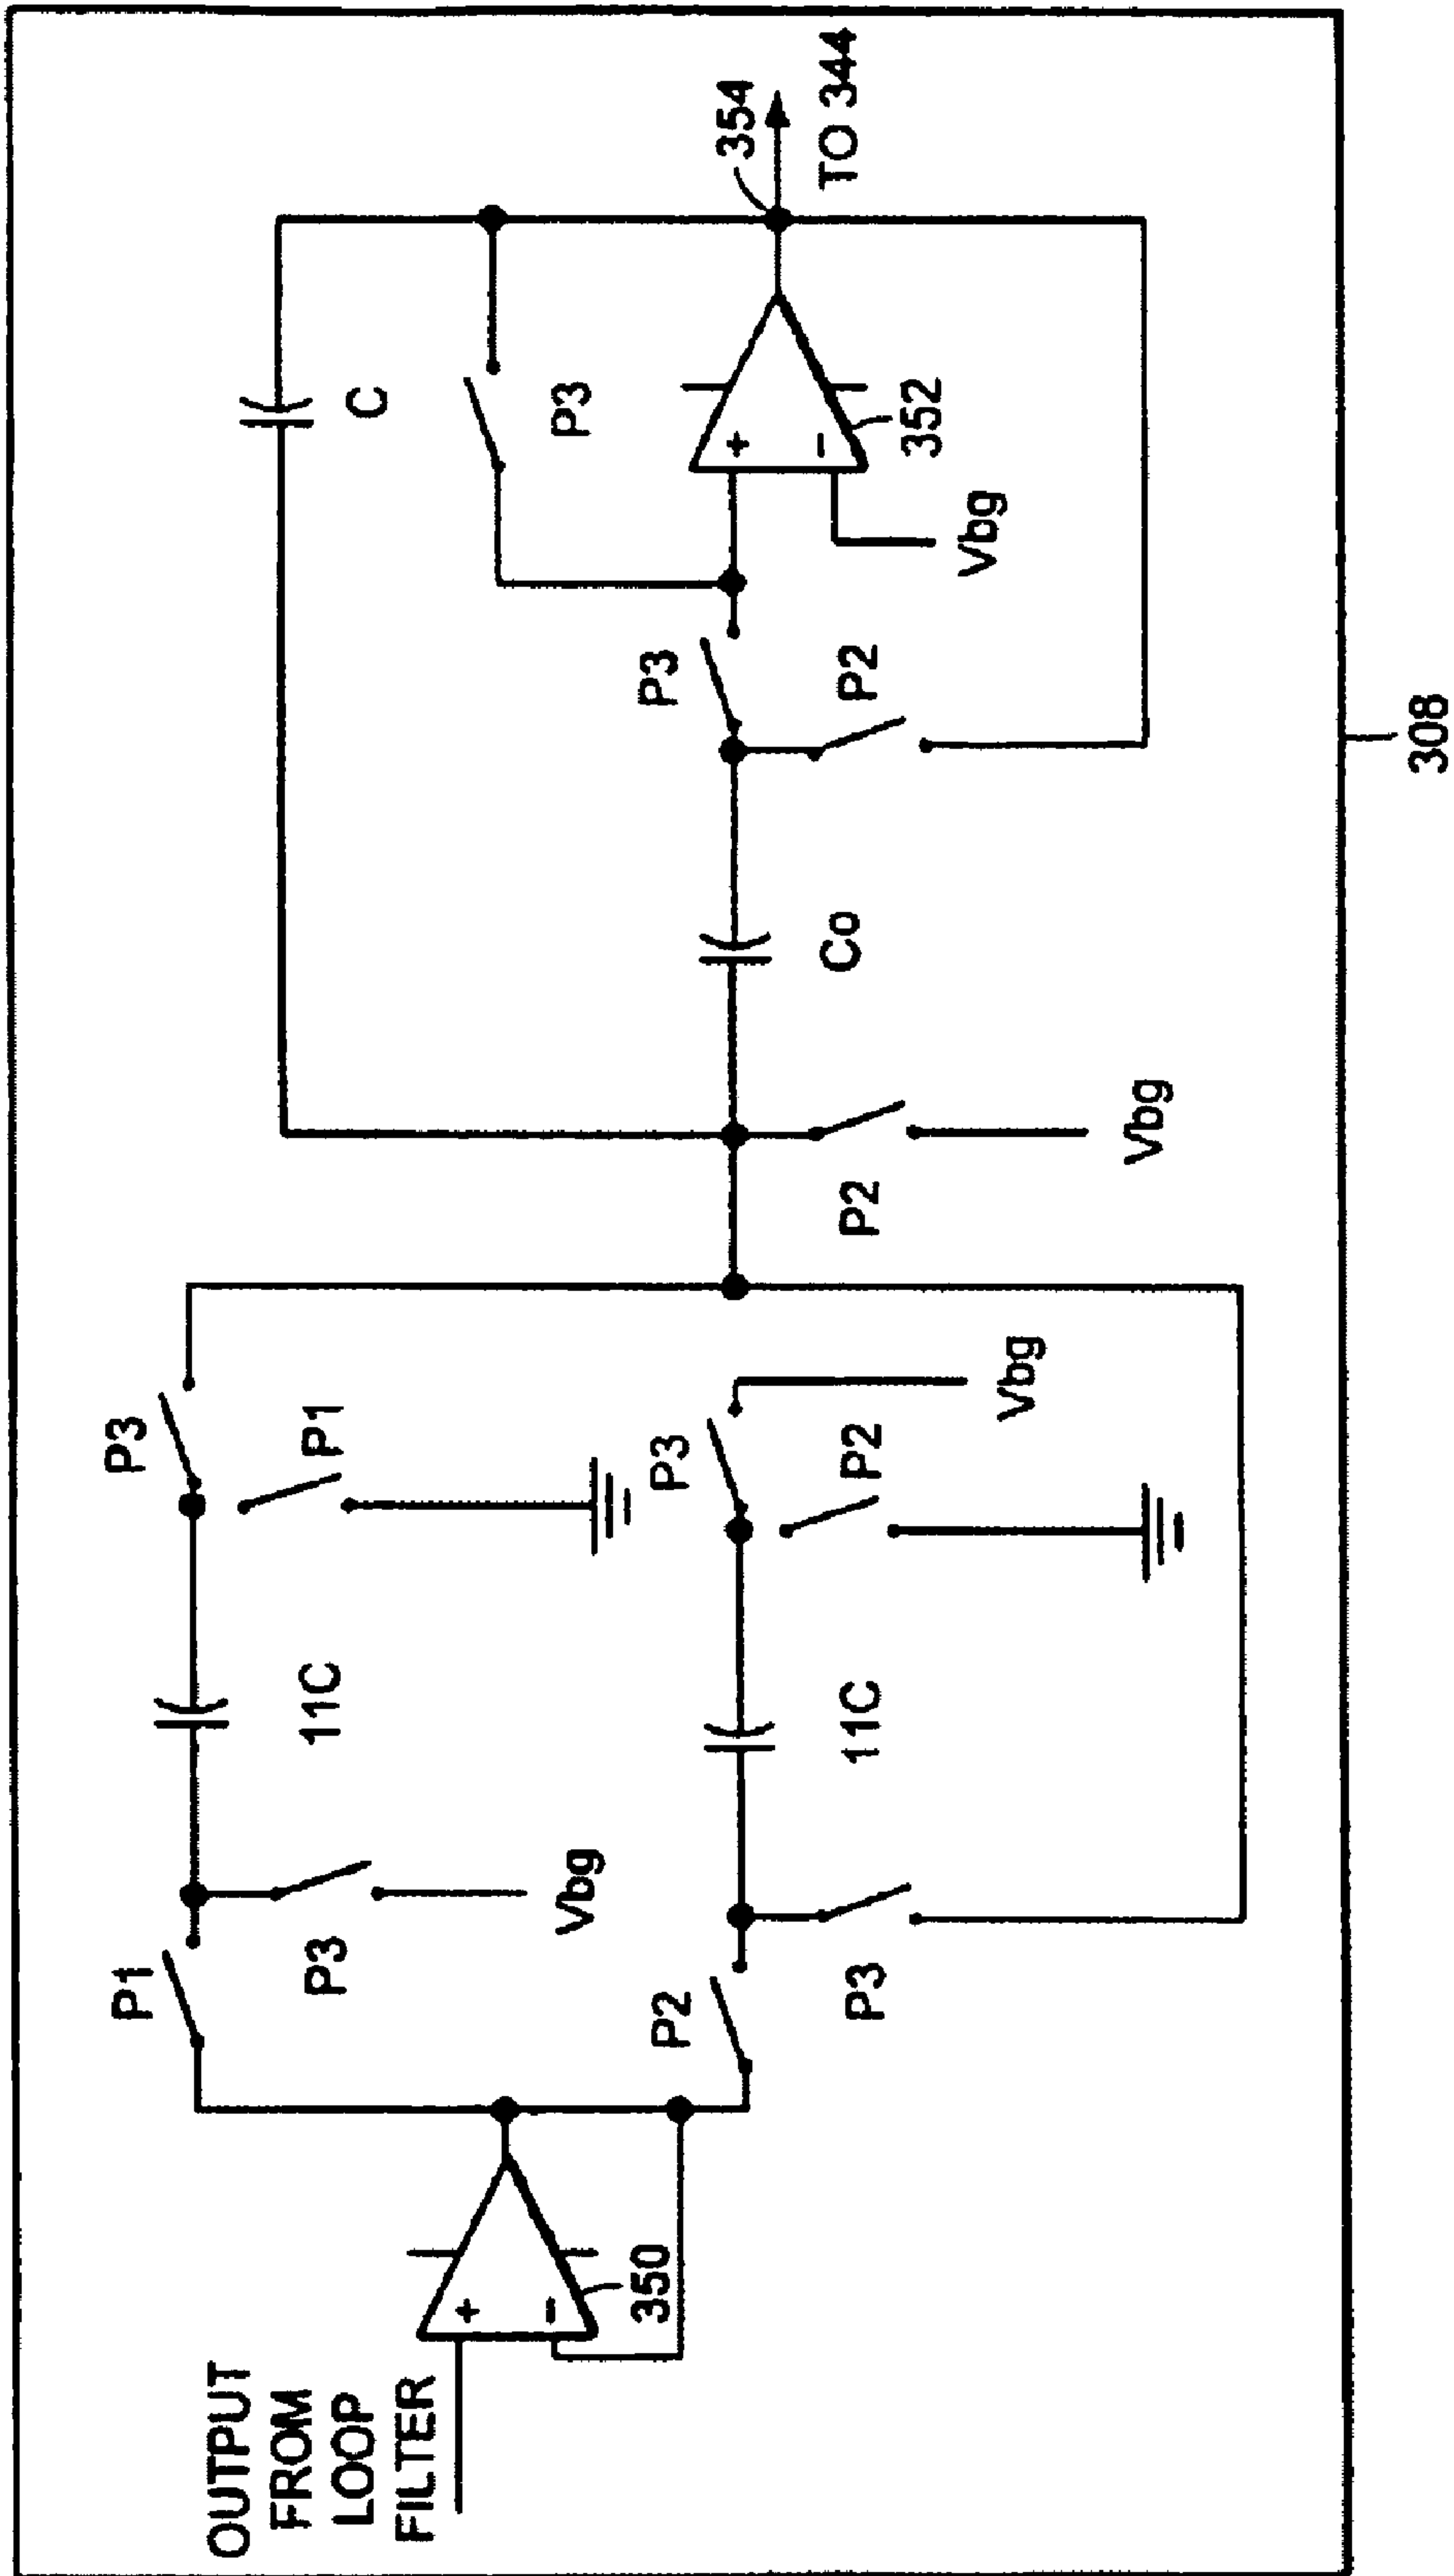 OUTPUT
FROM
LOOP
FILTER
+
-
350
P1
P3
Vbg
11C
P3
P1
P2
P3
11C
P3
P2
Vbg
P2
Vbg
Co
C
P3
P2
P3
+
-
352
Vbg
354
TO 344
308